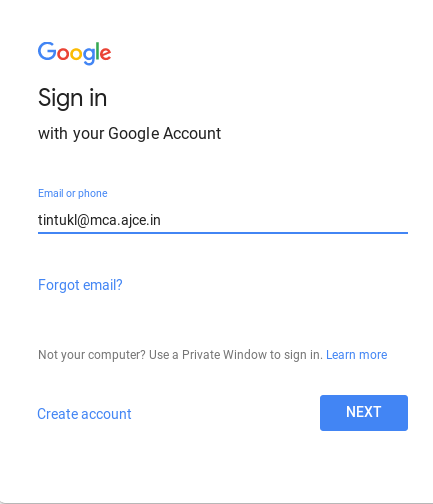 Google
Sign in
with your Google Account
Email or phone
tintukl@mca.ajce.in
Forgot email?
Not your computer? Use a Private Window to sign in. Learn more
Create account
NEXT